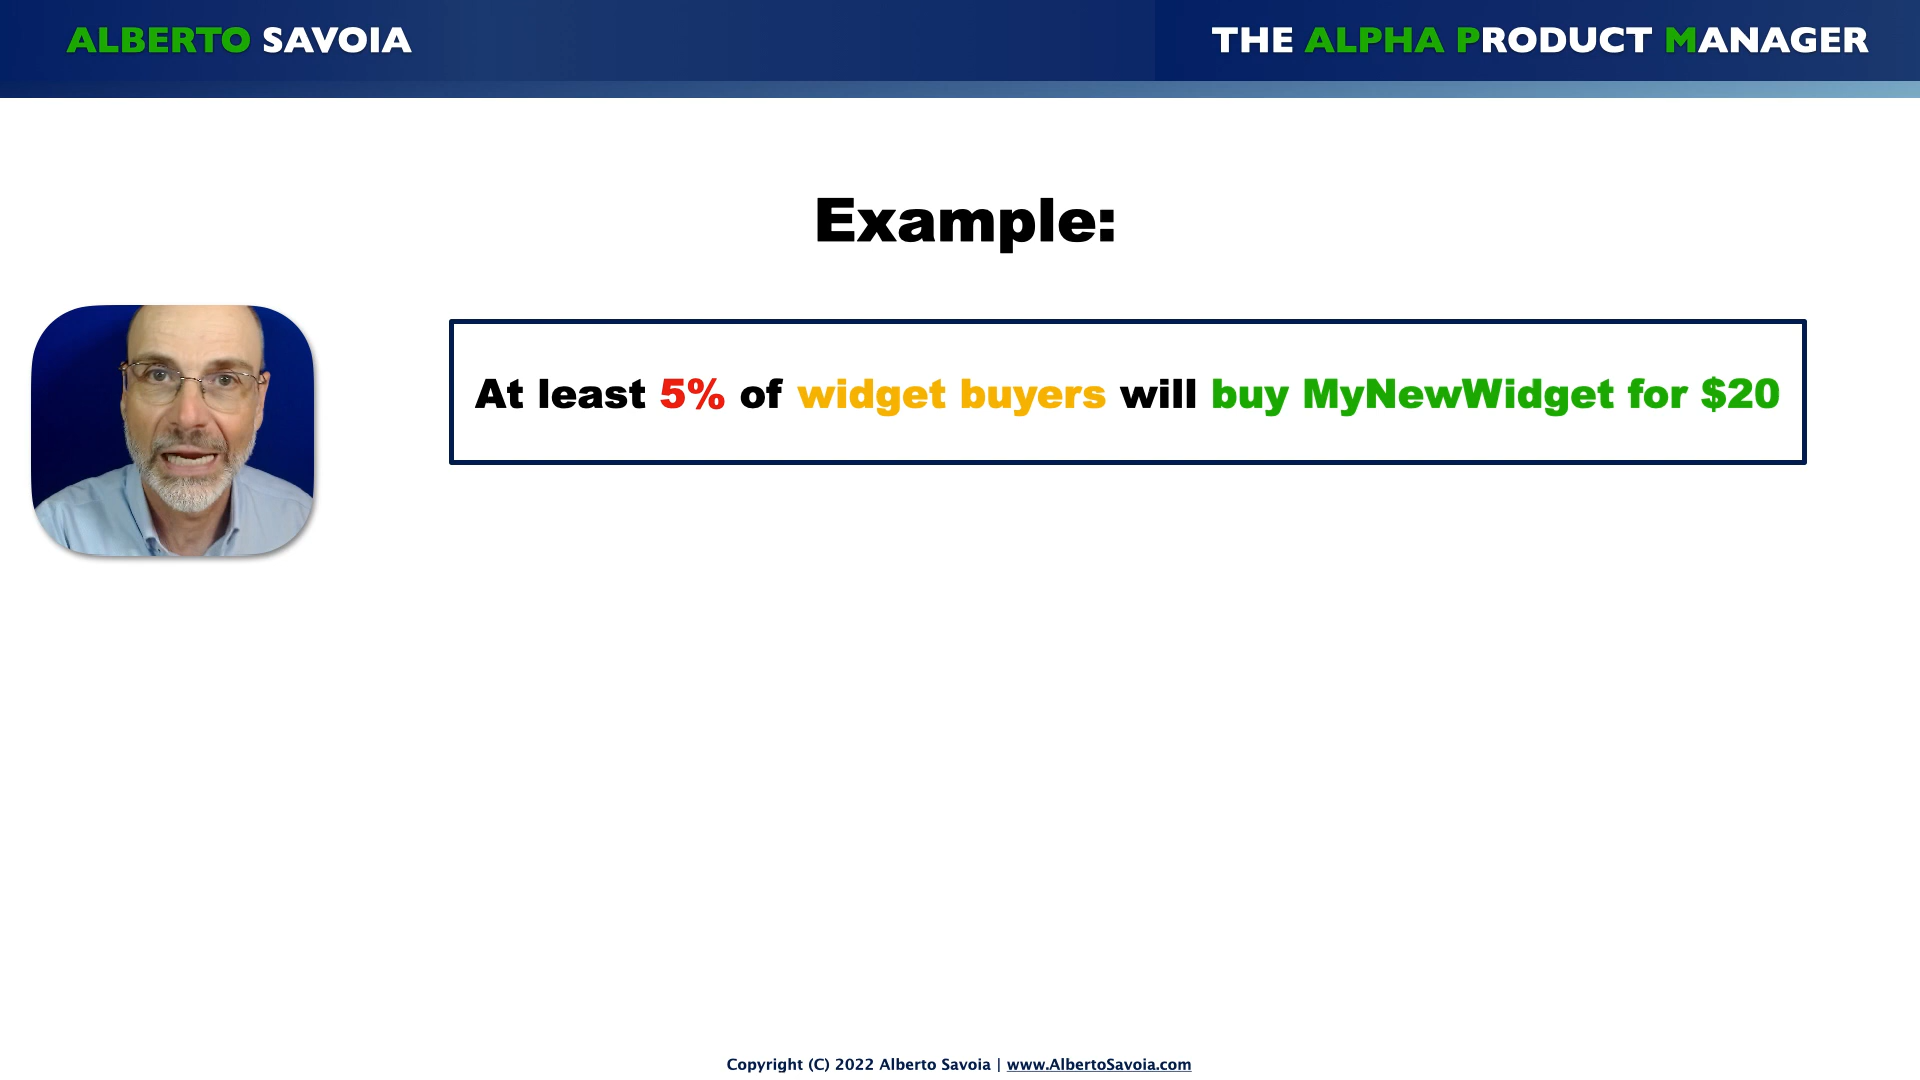 ALBERTO SAVOIA
THE ALPHA PRODUCT MANAGER
Example:
At least 5% of widget buyers will buy MyNewWidget for $20
Copyright (C) 2022 Alberto Savoia | www.AlbertoSavoia.com